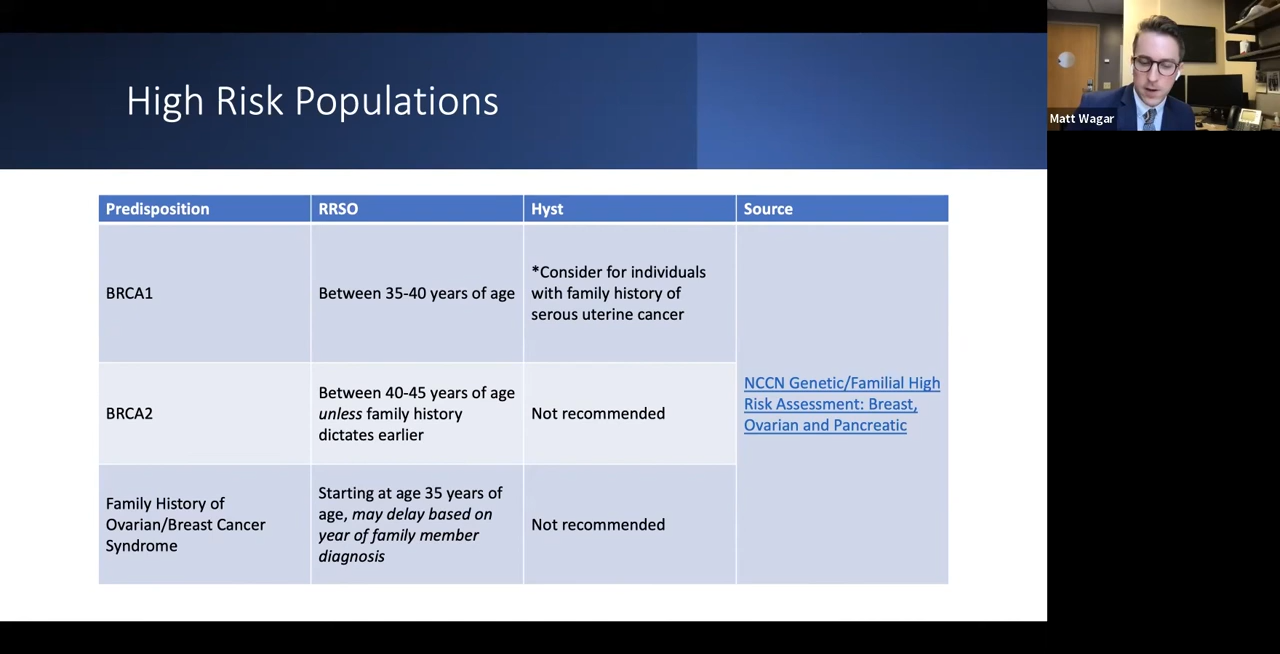 High Risk Populations
Matt Wagar
Predisposition
RRSO
Hyst
Source
BRCA1
Between 35-40 years of age
*Consider for individuals
with family history of
serous uterine cancer
NCCN Genetic/Familial High
Risk Assessment: Breast,
Ovarian and Pancreatic
BRCA2
Between 40-45 years of age
unless family history
dictates earlier
Not recommended
Family History of
Ovarian/Breast Cancer
Syndrome
Starting at age 35 years of
age, may delay based on
year of family member
diagnosis
Not recommended